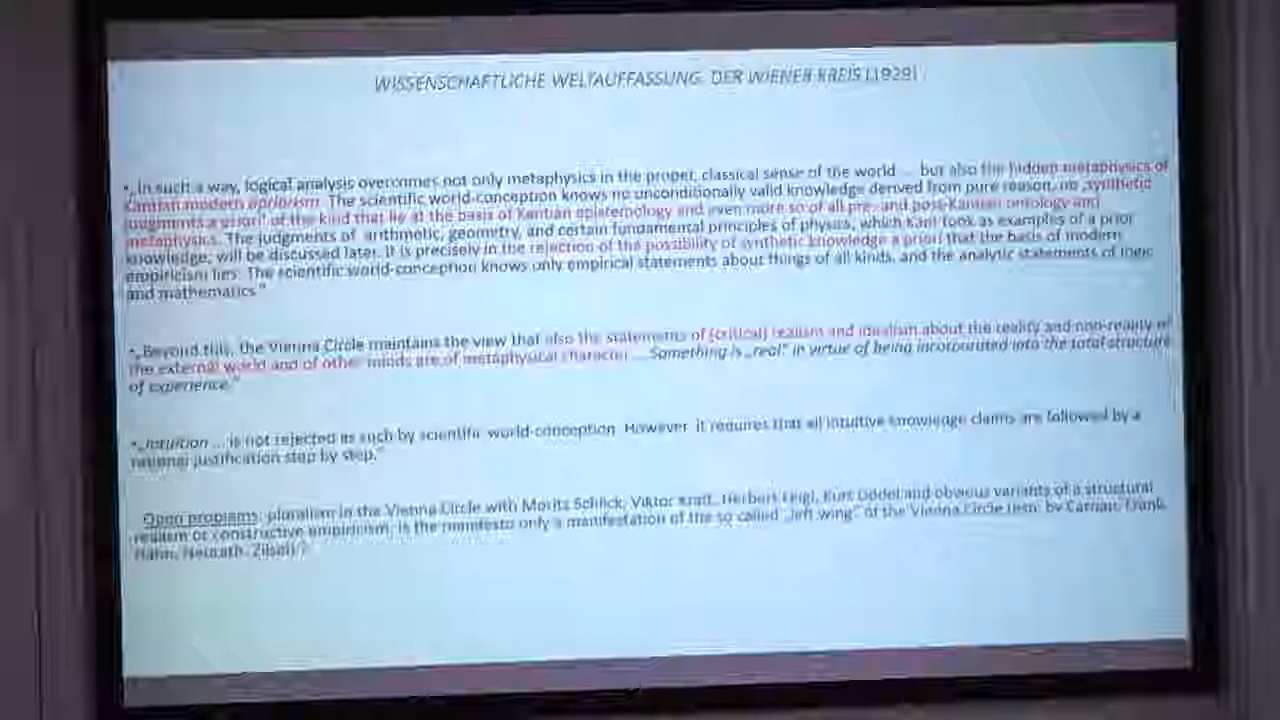 WISSENSCHAFTLICHE WELTAUFFASSUNG. DER WIENER KREIS (1929)
•„In such a way, logical analysis overcomes not only metaphysics in the proper, classical sense of the world ... but also the hidden metaphysics of
Kantian modern apriorism. The scientific world-conception knows no unconditionally valid knowledge derived from pure reason, no „synthetic
judgments a priori" of the kind that lie at the basis of Kantian epistemology and even more so of all pre- and post-Kantian ontology and
metaphysics. The judgments of arithmetic, geometry, and certain fundamental principles of physics, which Kant took as examples of a priori
knowledge, will be discussed later. It is precisely in the rejection of the possibility of synthetic knowledge a priori that the basis of modern
empiricism lies. The scientific world-conception knows only empirical statements about things of all kinds, and the analytic statements of logic
and mathematics."
•„Beyond this, the Vienna Circle maintains the view that also the statements of (critical) realism and idealism about the reality and non-reality of
the external world and of other minds are of metaphysical character ... Something is „real" in virtue of being incorporated into the total structure
of experience."
•„Intuition ... is not rejected as such by scientific world-conception. However it requires that all intuitive knowledge claims are followed by a
rational justification step by step."
Open problems: pluralism in the Vienna Circle with Moritz Schlick, Viktor Kraft, Herbert Feigl, Kurt Gödel and obvious variants of a structural
realism or constructive empiricism. Is the manifesto only a manifestation of the so called „left wing" of the Vienna Circle by Carnap, Frank,
Hahn, Neurath, Zilsel) ?